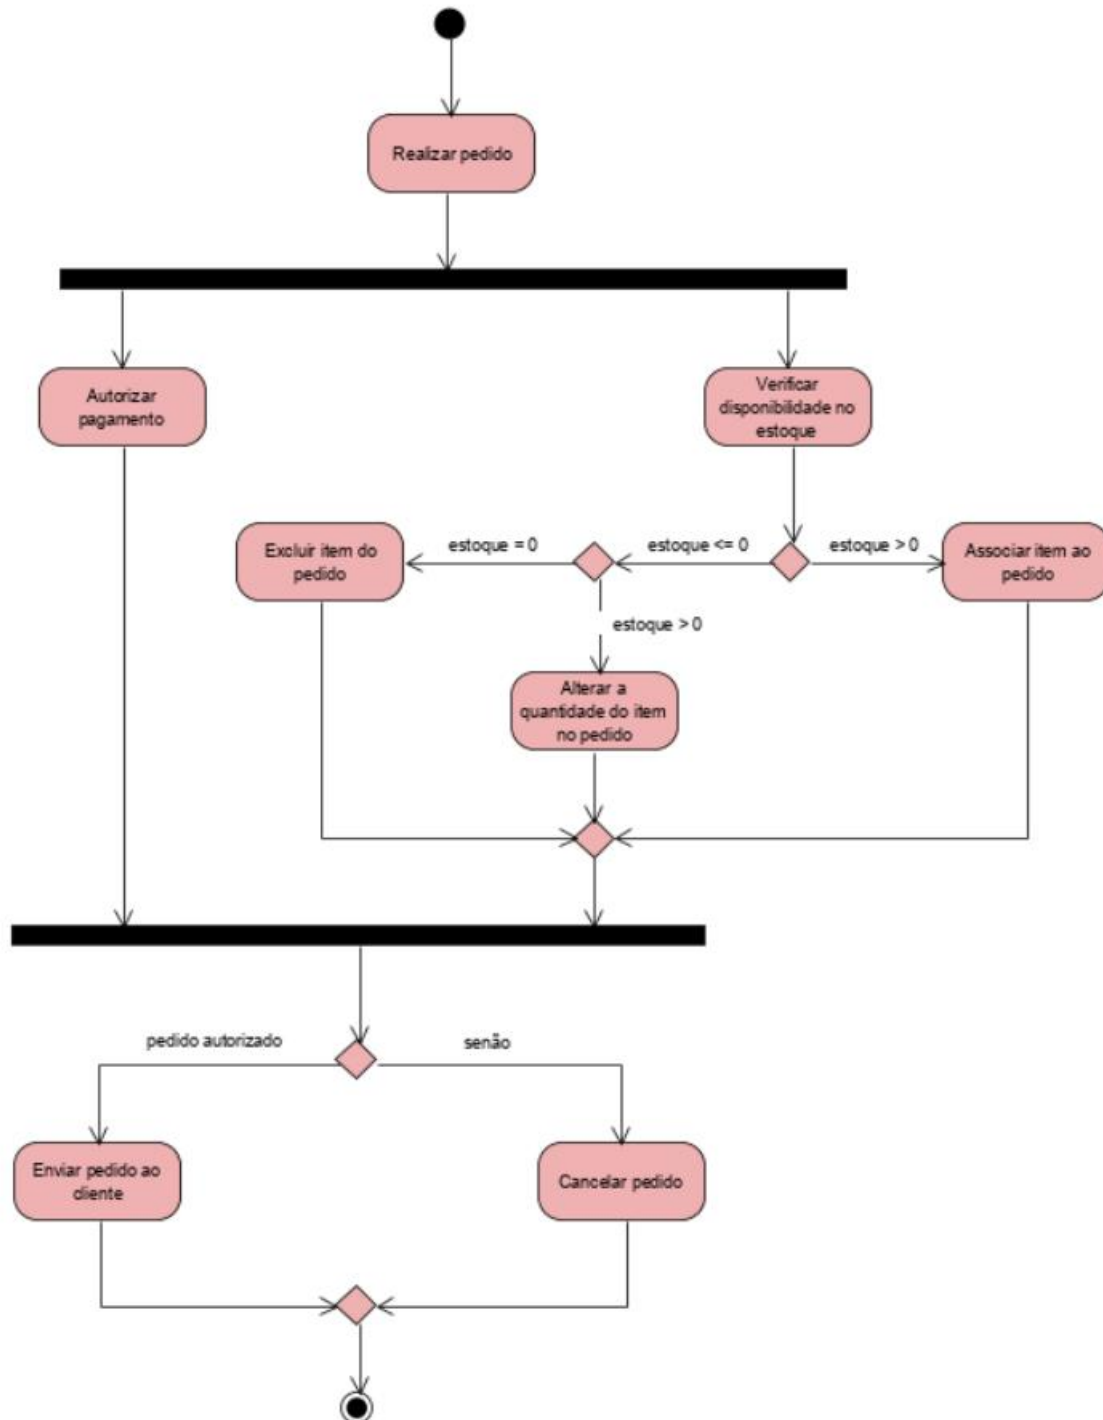 Realizar pedido
Autorizar
pagamento
Verificar
disponibilidade no
estoque
Excluir item do
pedido
estoque = 0
estoque <= 0
estoque > 0
Associar item ao
pedido
estoque > 0
Alterar a
quantidade do item
no pedido
pedido autorizado
senão
Enviar pedido ao
cliente
Cancelar pedido